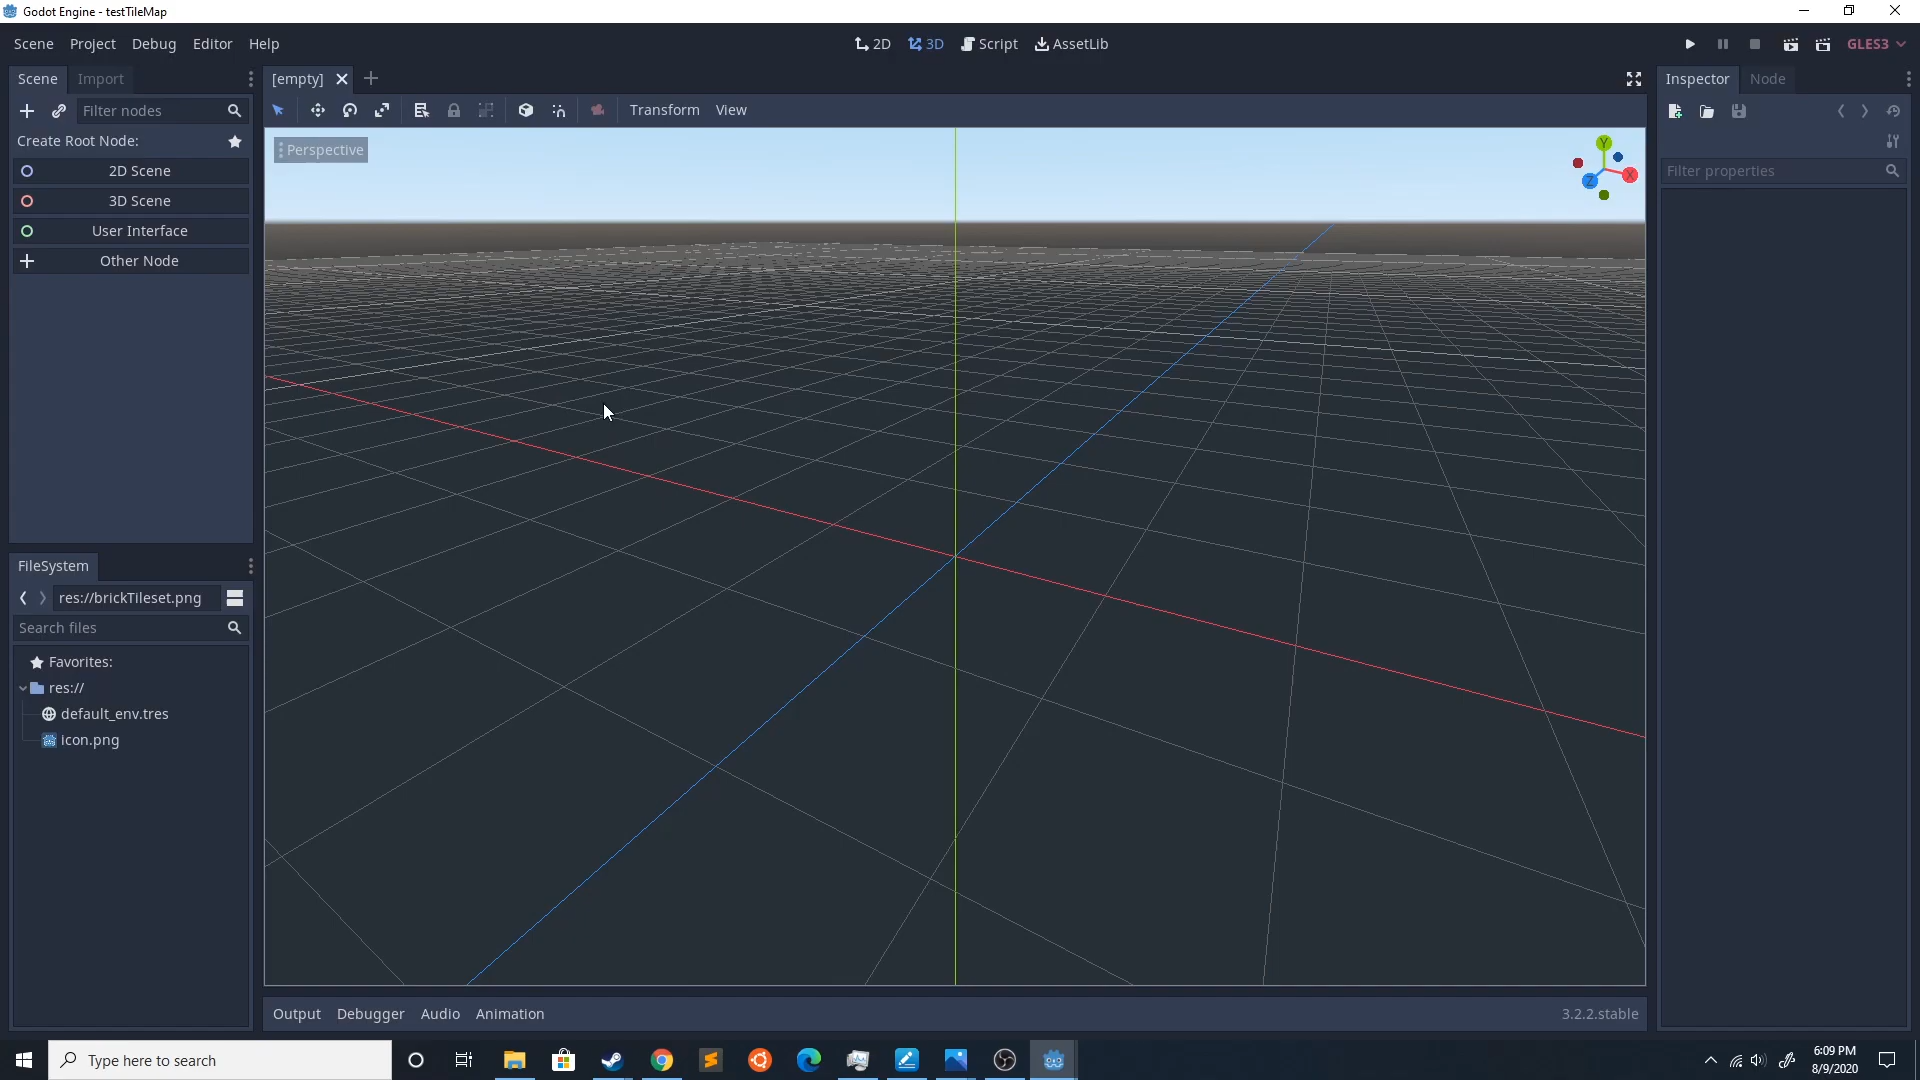 Godot Engine - testTileMap
Scene Project Debug Editor Help
2D 3D Script AssetLib
GLES3
Scene Import
[empty]
Inspector Node
Filter nodes
Transform View
Create Root Node:
Perspective
Y
X
Z
2D Scene
Filter properties
3D Scene
User Interface
Other Node
FileSystem
res://brickTileset.png
Search files
Favorites:
res://
default_env.tres
icon.png
Output Debugger Audio Animation
3.2.2.stable
Type here to search
6:09 PM
8/9/2020